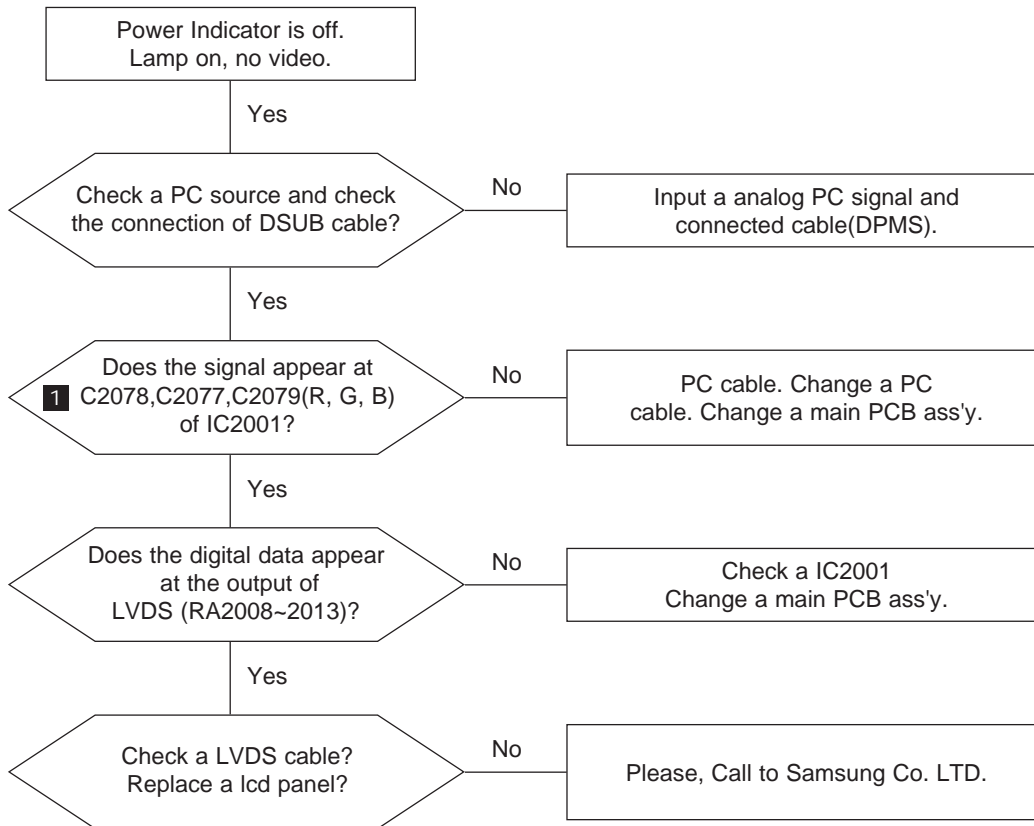 Power Indicator is off.
Lamp on, no video.
Yes
Check a PC source and check
the connection of DSUB cable?
No
Input a analog PC signal and
connected cable(DPMS).
Yes
Does the signal appear at
1 C2078,C2077,C2079(R, G, B)
of IC2001?
No
PC cable. Change a PC
cable. Change a main PCB ass'y.
Yes
Does the digital data appear
at the output of
LVDS (RA2008~2013)?
No
Check a IC2001
Change a main PCB ass'y.
Yes
Check a LVDS cable?
Replace a lcd panel?
No
Please, Call to Samsung Co. LTD.